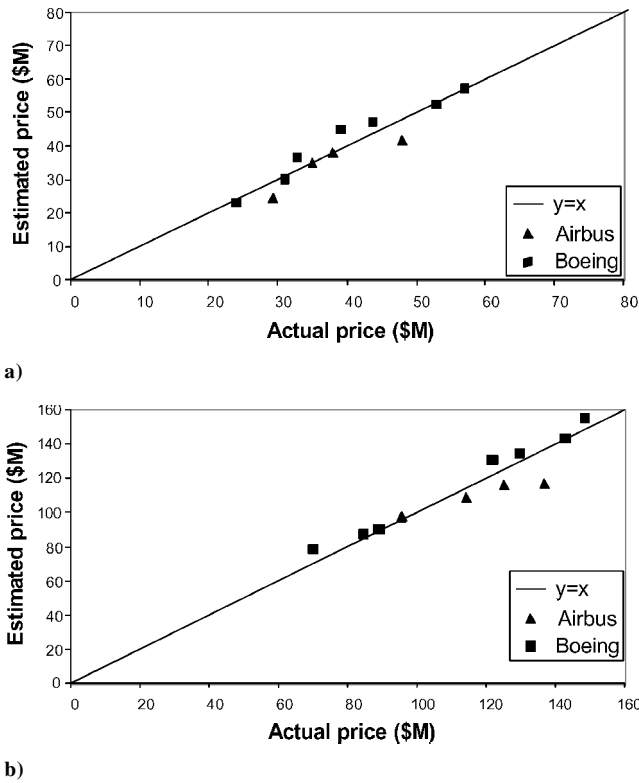 80
70
60
50
40
30
20
10
0
Estimated price ($M)
y=x
Airbus
Boeing
0 10 20 30 40 50 60 70 80
Actual price ($M)
a)
160
140
120
100
80
60
40
20
0
Estimated price ($M)
y=x
Airbus
Boeing
0 20 40 60 80 100 120 140 160
Actual price ($M)
b)